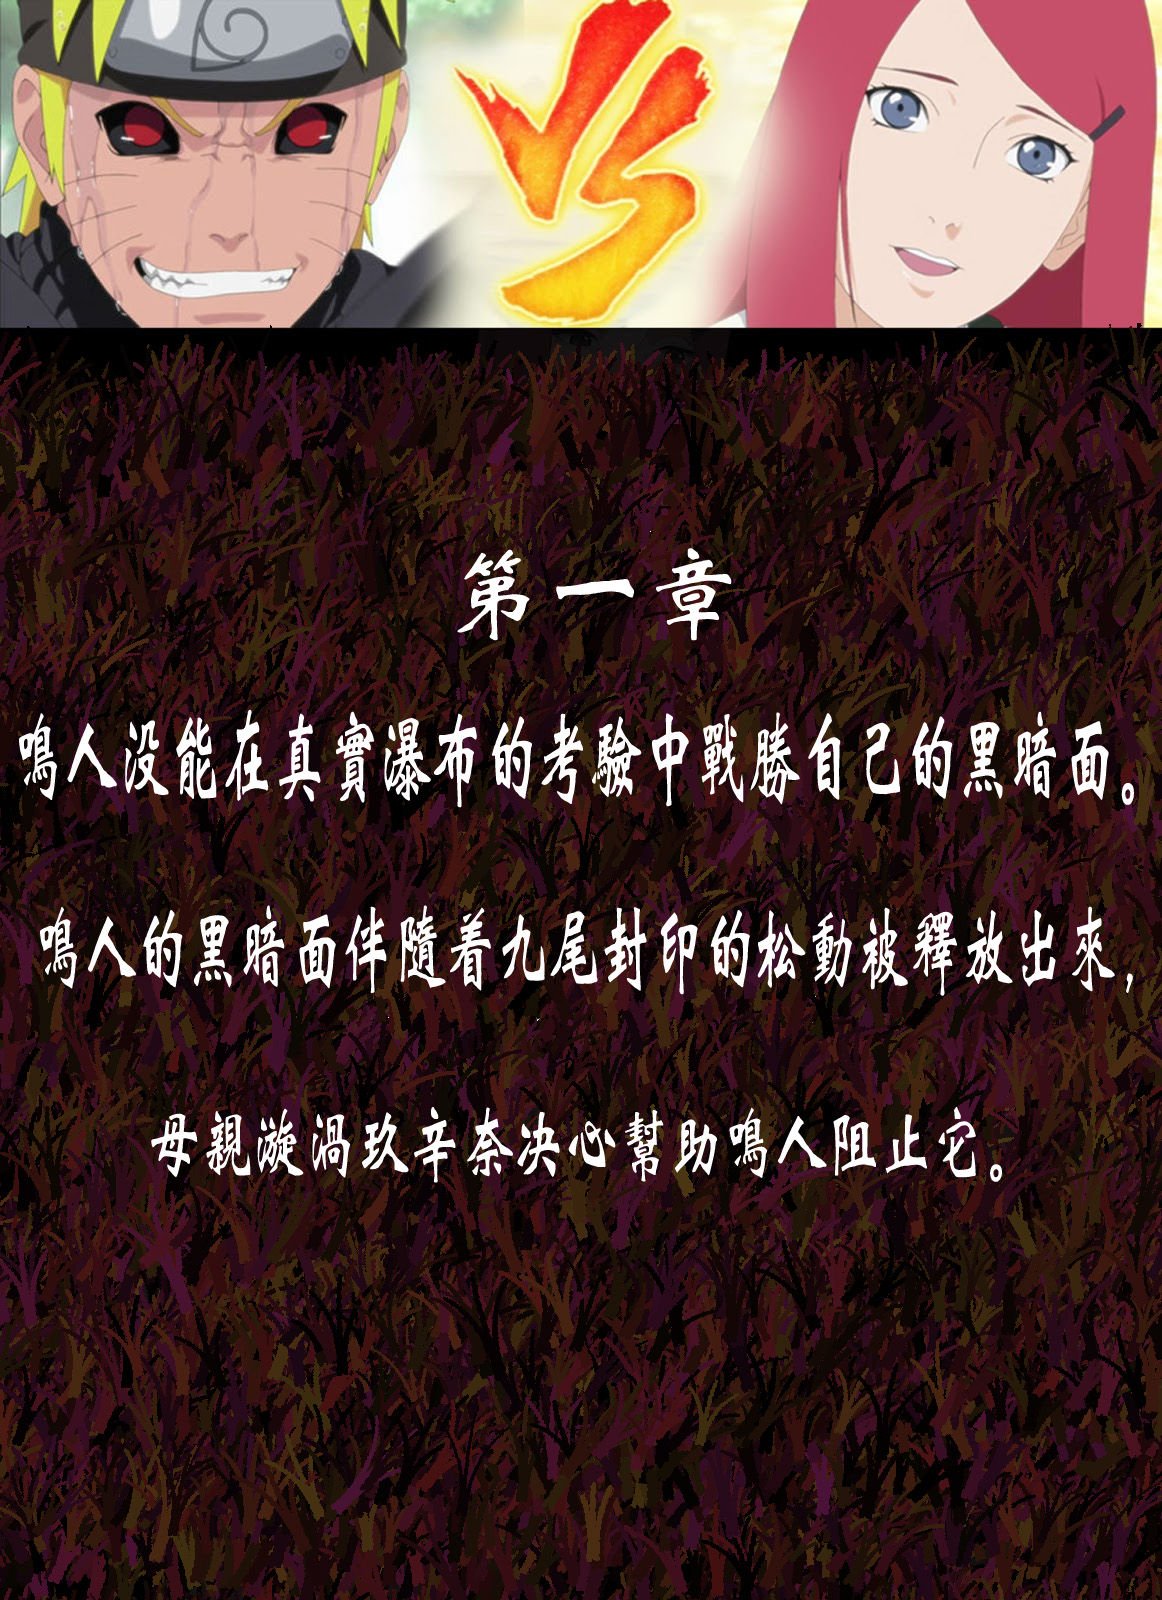 VS
第一章
鳴人没能在真實瀑布的考驗中戰勝自己的黑暗面。
鳴人的黑暗面伴隨着九尾封印的松動被釋放出來,
母親漩渦玖辛奈决心幫助鳴人阻止它。